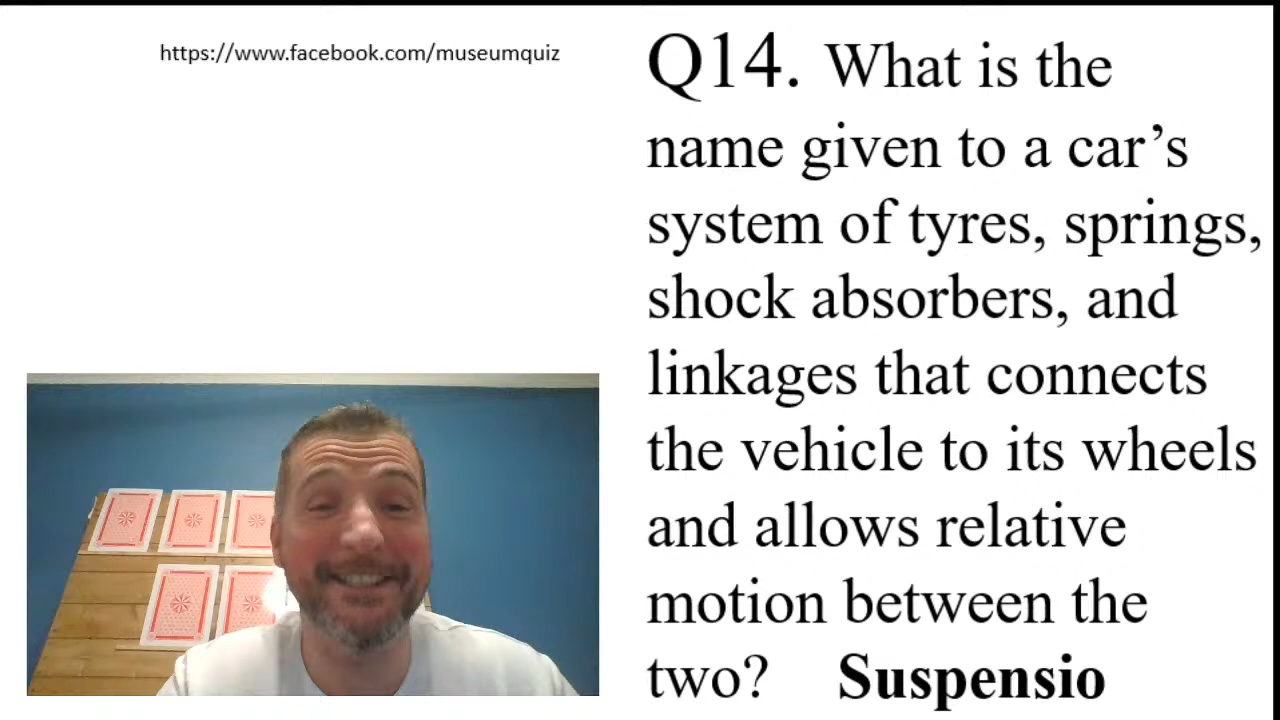 https://www.facebook.com/museumquiz
Q14. What is the
name given to a car’s
system of tyres, springs,
shock absorbers, and
linkages that connects
the vehicle to its wheels
and allows relative
motion between the
two? Suspensio